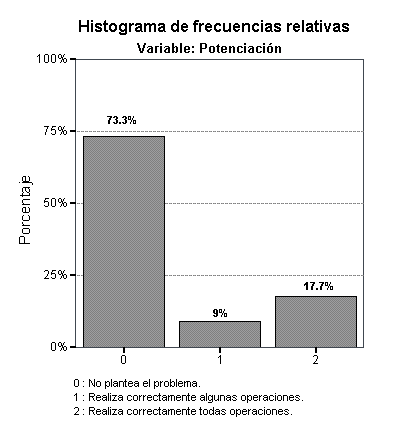 Histograma de frecuencias relativas
Variable: Potenciación
100%
75%
50%
25%
0%
Porcentaje
73.3%
9%
17.7%
0
1
2
0 : No plantea el problema.
1 : Realiza correctamente algunas operaciones.
2 : Realiza correctamente todas operaciones.